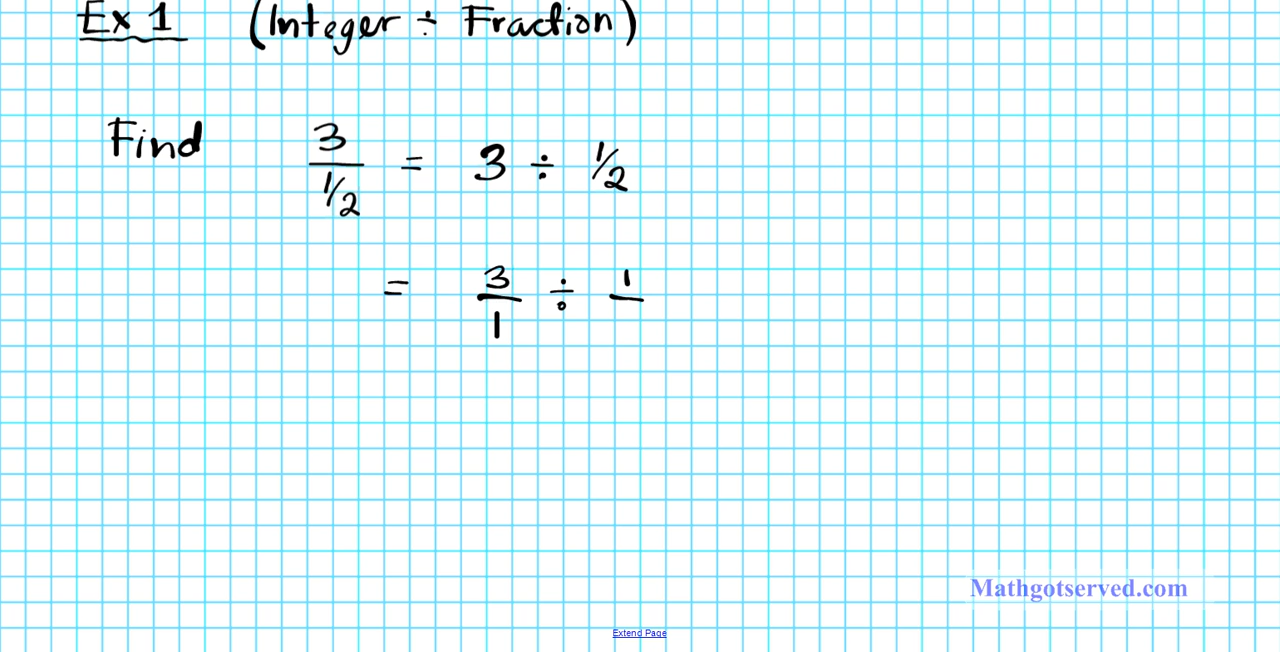 Ex 1 (Integer ÷ Fraction)
Find 3/(1/2) = 3 ÷ 1/2
= 3/1 ÷ 1/
Mathgotserved.com
Extend Page